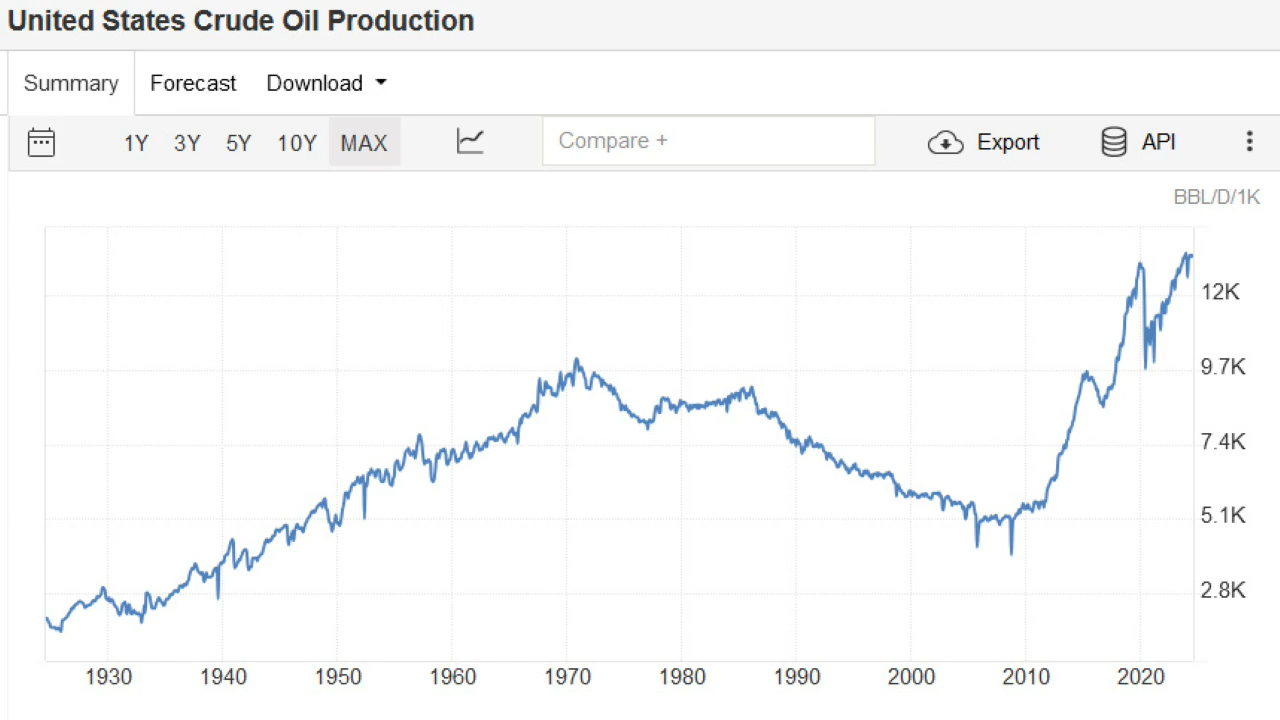 United States Crude Oil Production
Summary Forecast Download
1Y 3Y 5Y 10Y MAX Compare + Export API
BBL/D/1K
12K
9.7K
7.4K
5.1K
2.8K
1930 1940 1950 1960 1970 1980 1990 2000 2010 2020